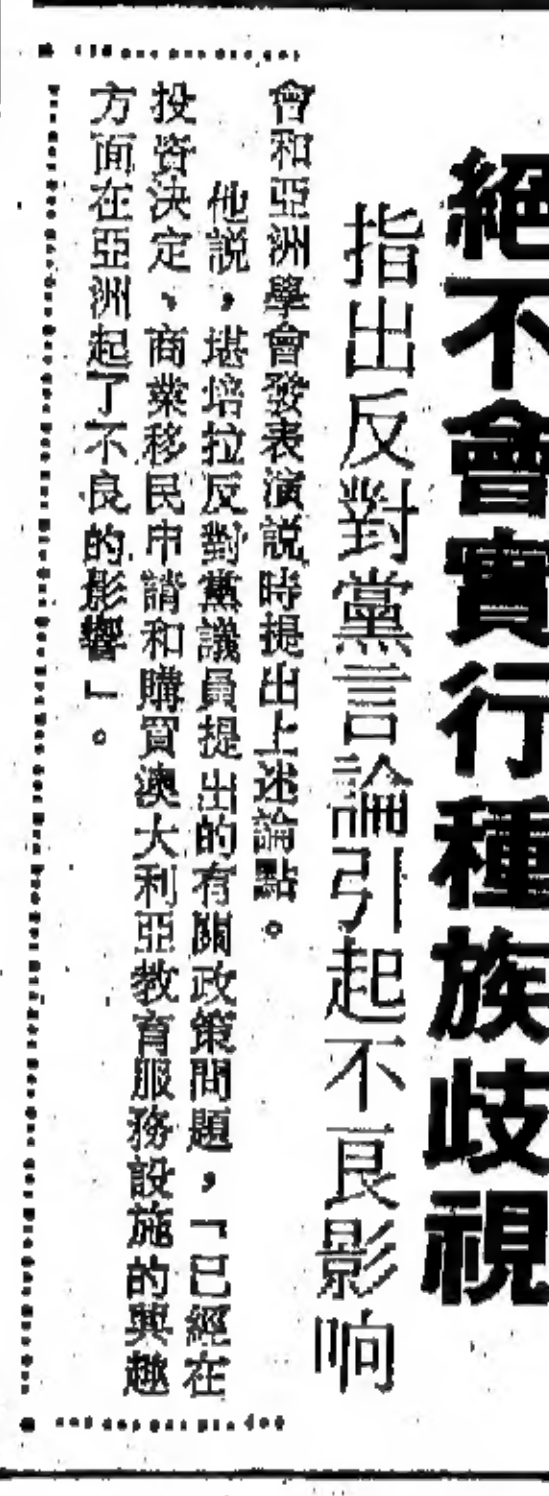 絕不會實行種族歧視
指出反對黨言論引起不良影响
會和亞洲學會發表演說時提出上述論點。
他說，堪培拉反對黨議員提出的有關政策問題，「已經在
投資決定、商業移民申請和購買澳大利亞教育服務設施的興趣
方面在亞洲起了不良的影響」。